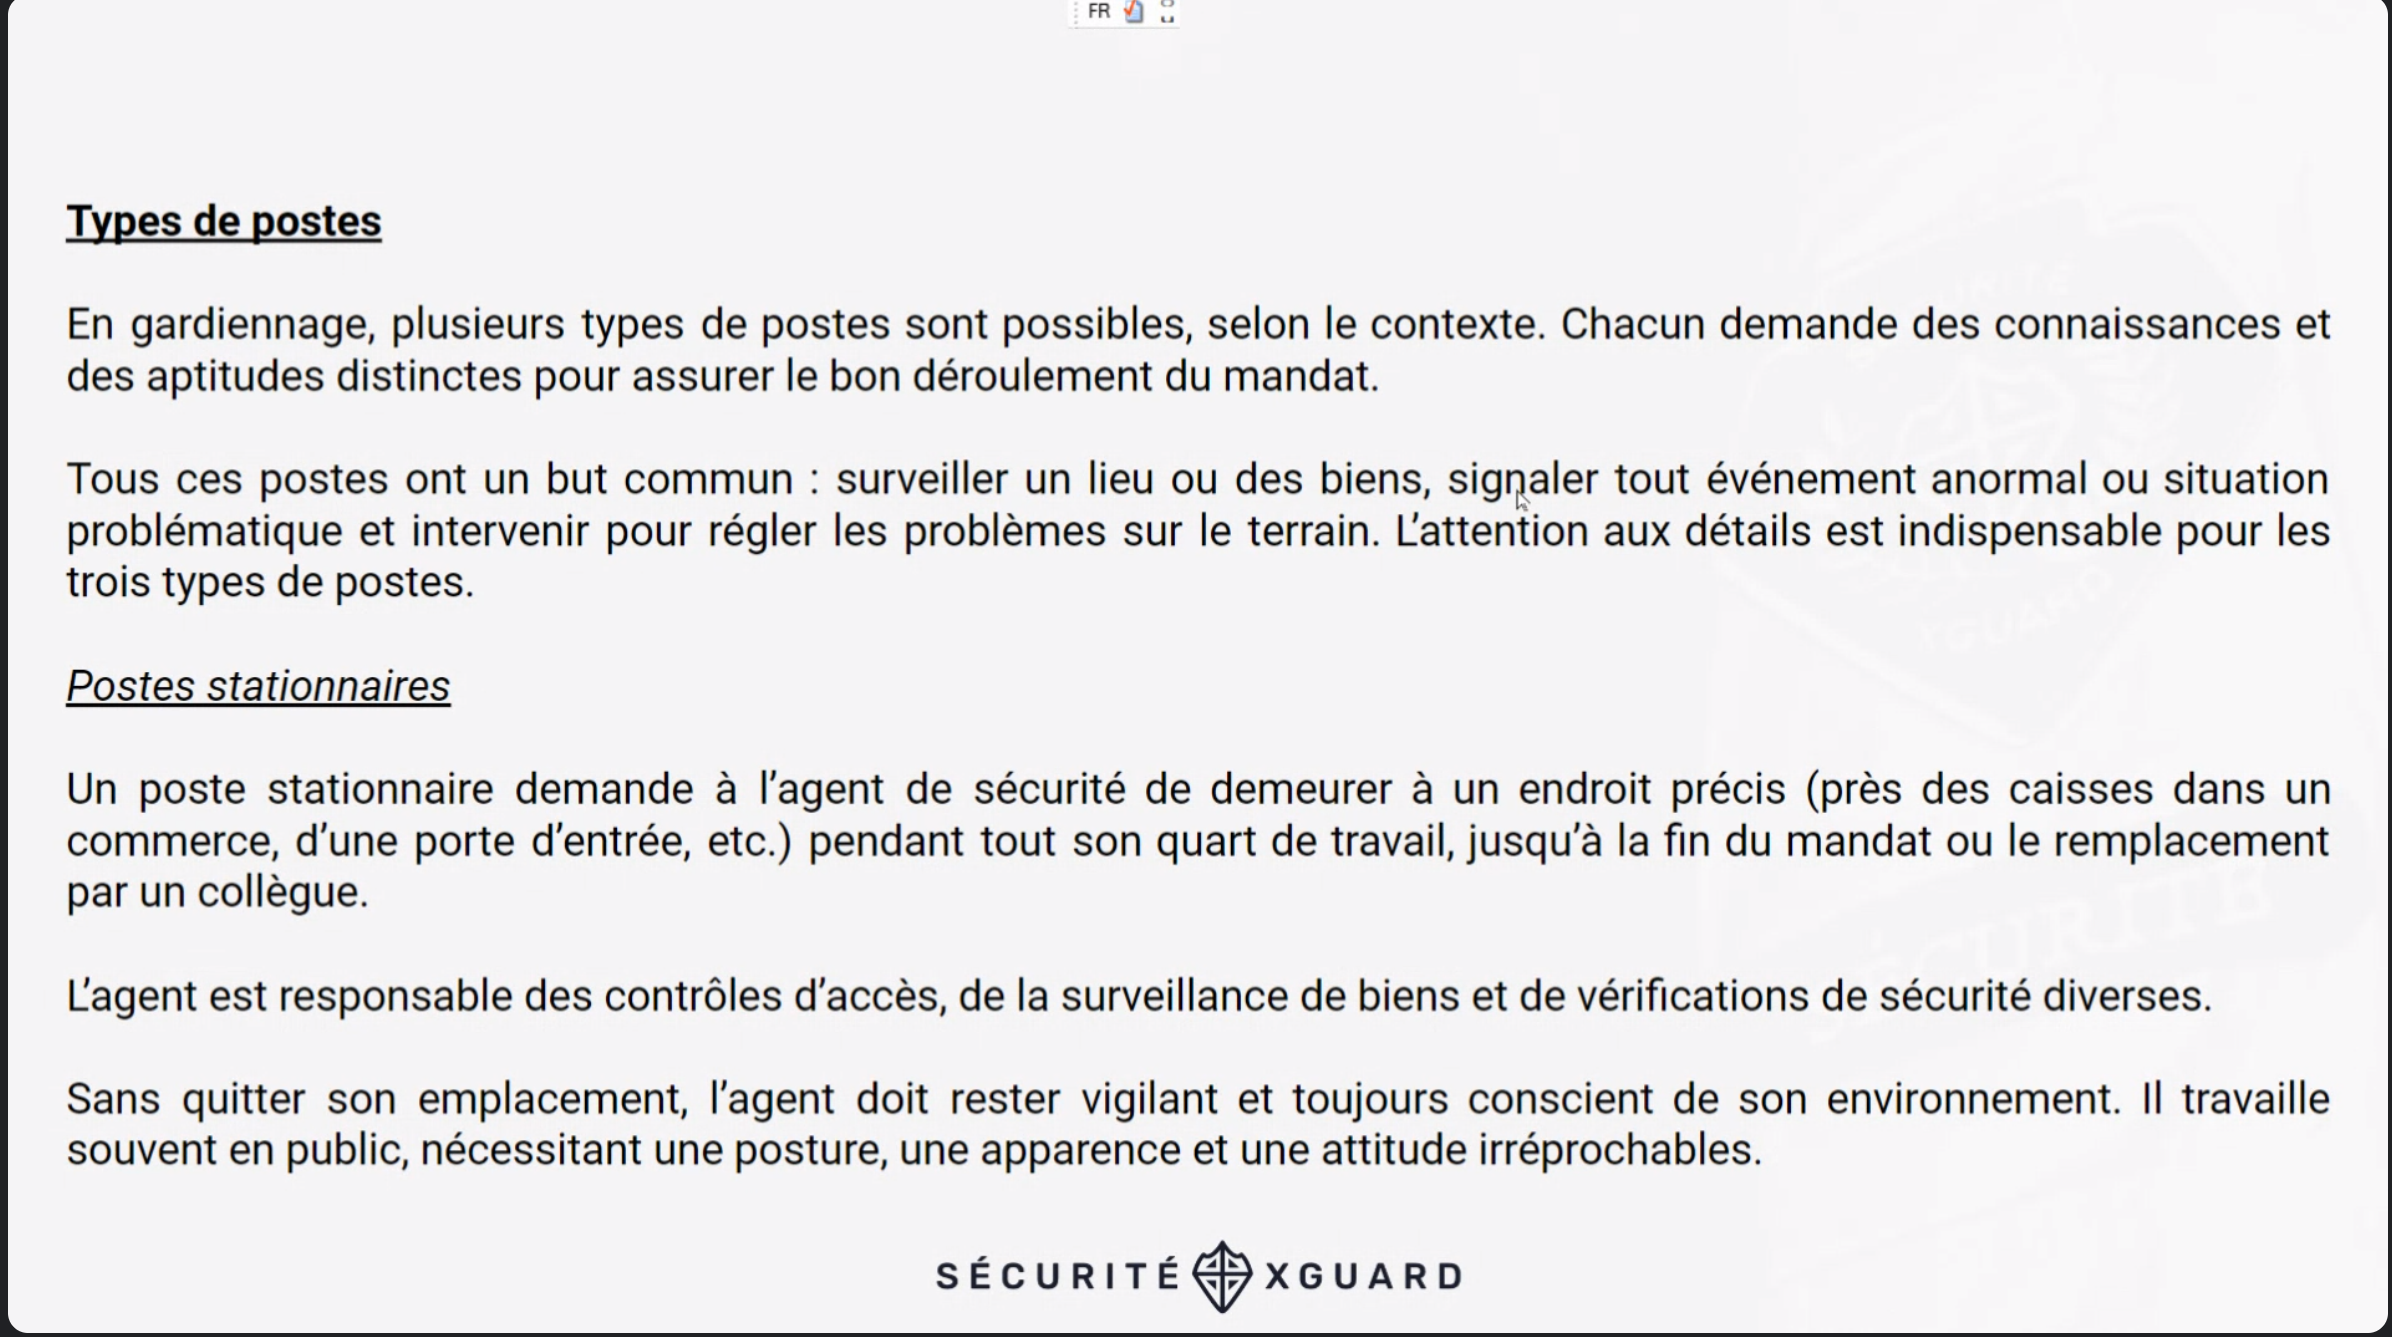 FR
Types de postes
En gardiennage, plusieurs types de postes sont possibles, selon le contexte. Chacun demande des connaissances et
des aptitudes distinctes pour assurer le bon déroulement du mandat.
Tous ces postes ont un but commun : surveiller un lieu ou des biens, signaler tout événement anormal ou situation
problématique et intervenir pour régler les problèmes sur le terrain. L’attention aux détails est indispensable pour les
trois types de postes.
Postes stationnaires
Un poste stationnaire demande à l’agent de sécurité de demeurer à un endroit précis (près des caisses dans un
commerce, d’une porte d’entrée, etc.) pendant tout son quart de travail, jusqu’à la fin du mandat ou le remplacement
par un collègue.
L’agent est responsable des contrôles d’accès, de la surveillance de biens et de vérifications de sécurité diverses.
Sans quitter son emplacement, l’agent doit rester vigilant et toujours conscient de son environnement. Il travaille
souvent en public, nécessitant une posture, une apparence et une attitude irréprochables.
SÉCURITÉ XGUARD